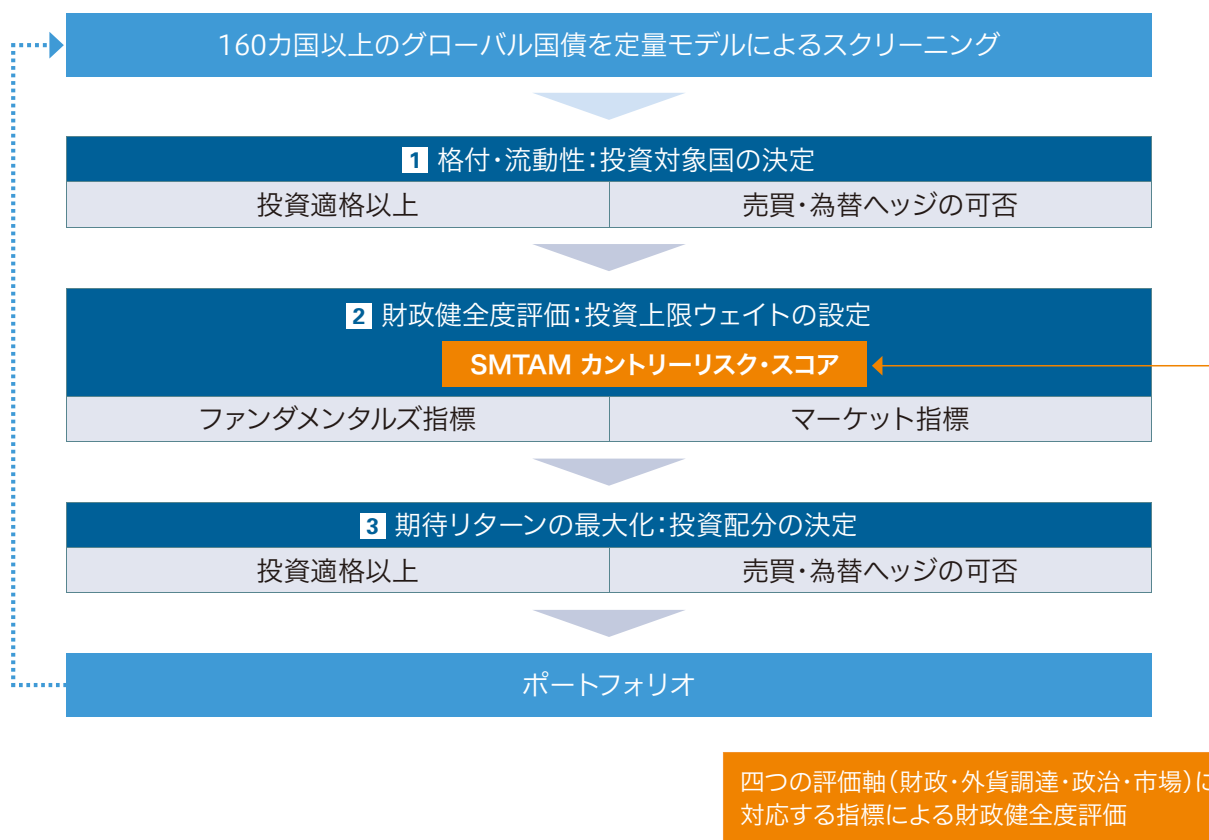 160カ国以上のグローバル国債を定量モデルによるスクリーニング
1 格付・流動性：投資対象国の決定
投資適格以上
売買・為替ヘッジの可否
2 財政健全度評価：投資上限ウェイトの設定
SMTAM カントリーリスク・スコア
ファンダメンタルズ指標
マーケット指標
3 期待リターンの最大化：投資配分の決定
投資適格以上
売買・為替ヘッジの可否
ポートフォリオ
四つの評価軸（財政・外貨調達・政治・市場）に
対応する指標による財政健全度評価